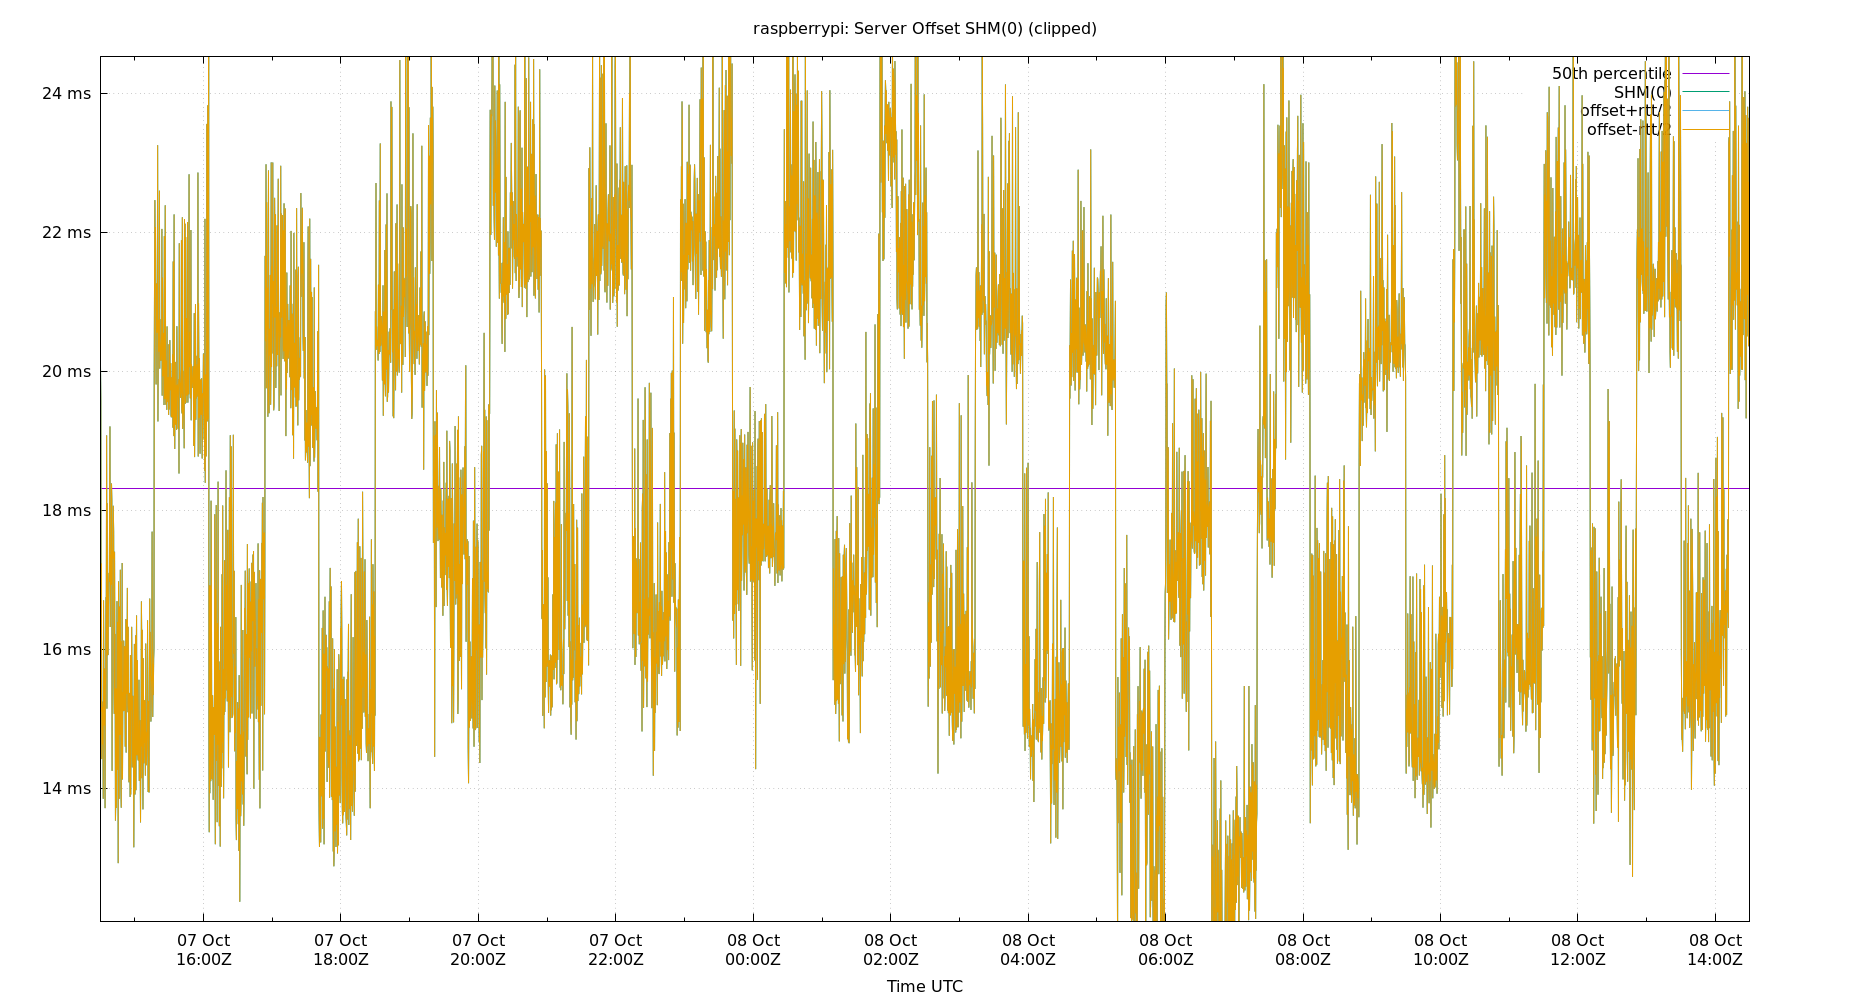 raspberrypi: Server Offset SHM(0) (clipped)
50th percentile
SHM(0)
offset+rtt/2
offset-rtt/2
24 ms
22 ms
20 ms
18 ms
16 ms
14 ms
07 Oct 07 Oct 07 Oct 07 Oct 08 Oct 08 Oct 08 Oct 08 Oct 08 Oct 08 Oct 08 Oct 08 Oct
16:00Z 18:00Z 20:00Z 22:00Z 00:00Z 02:00Z 04:00Z 06:00Z 08:00Z 10:00Z 12:00Z 14:00Z
Time UTC